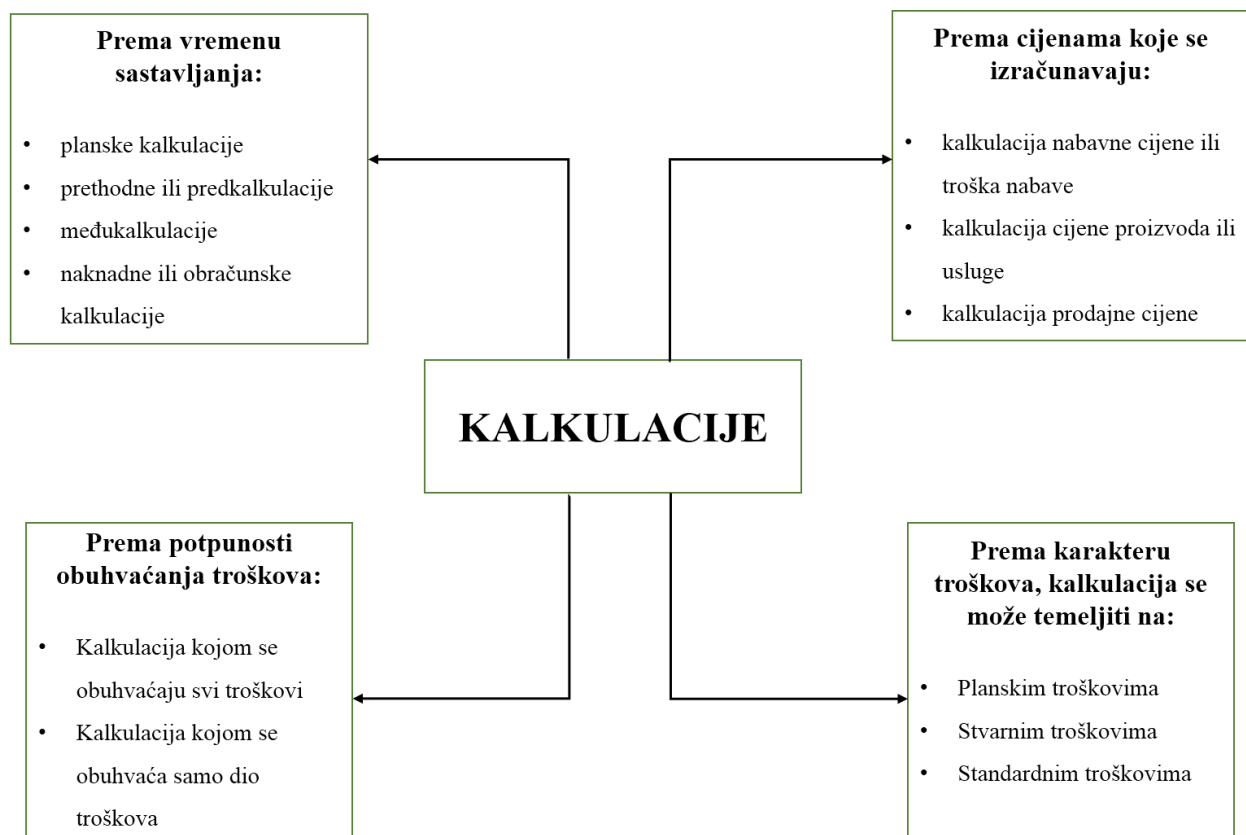 Prema vremenu
sastavljanja:
• planske kalkulacije
• prethodne ili predkalkulacije
• međukalkulacije
• naknadne ili obračunske
kalkulacije
Prema cijenama koje se
izračunavaju:
• kalkulacija nabavne cijene ili
troška nabave
• kalkulacija cijene proizvoda ili
usluge
• kalkulacija prodajne cijene
KALKULACIJE
Prema potpunosti
obuhvaćanja troškova:
• Kalkulacija kojom se
obuhvaćaju svi troškovi
• Kalkulacija kojom se
obuhvaća samo dio
troškova
Prema karakteru
troškova, kalkulacija se
može temeljiti na:
• Planskim troškovima
• Stvarnim troškovima
• Standardnim troškovima